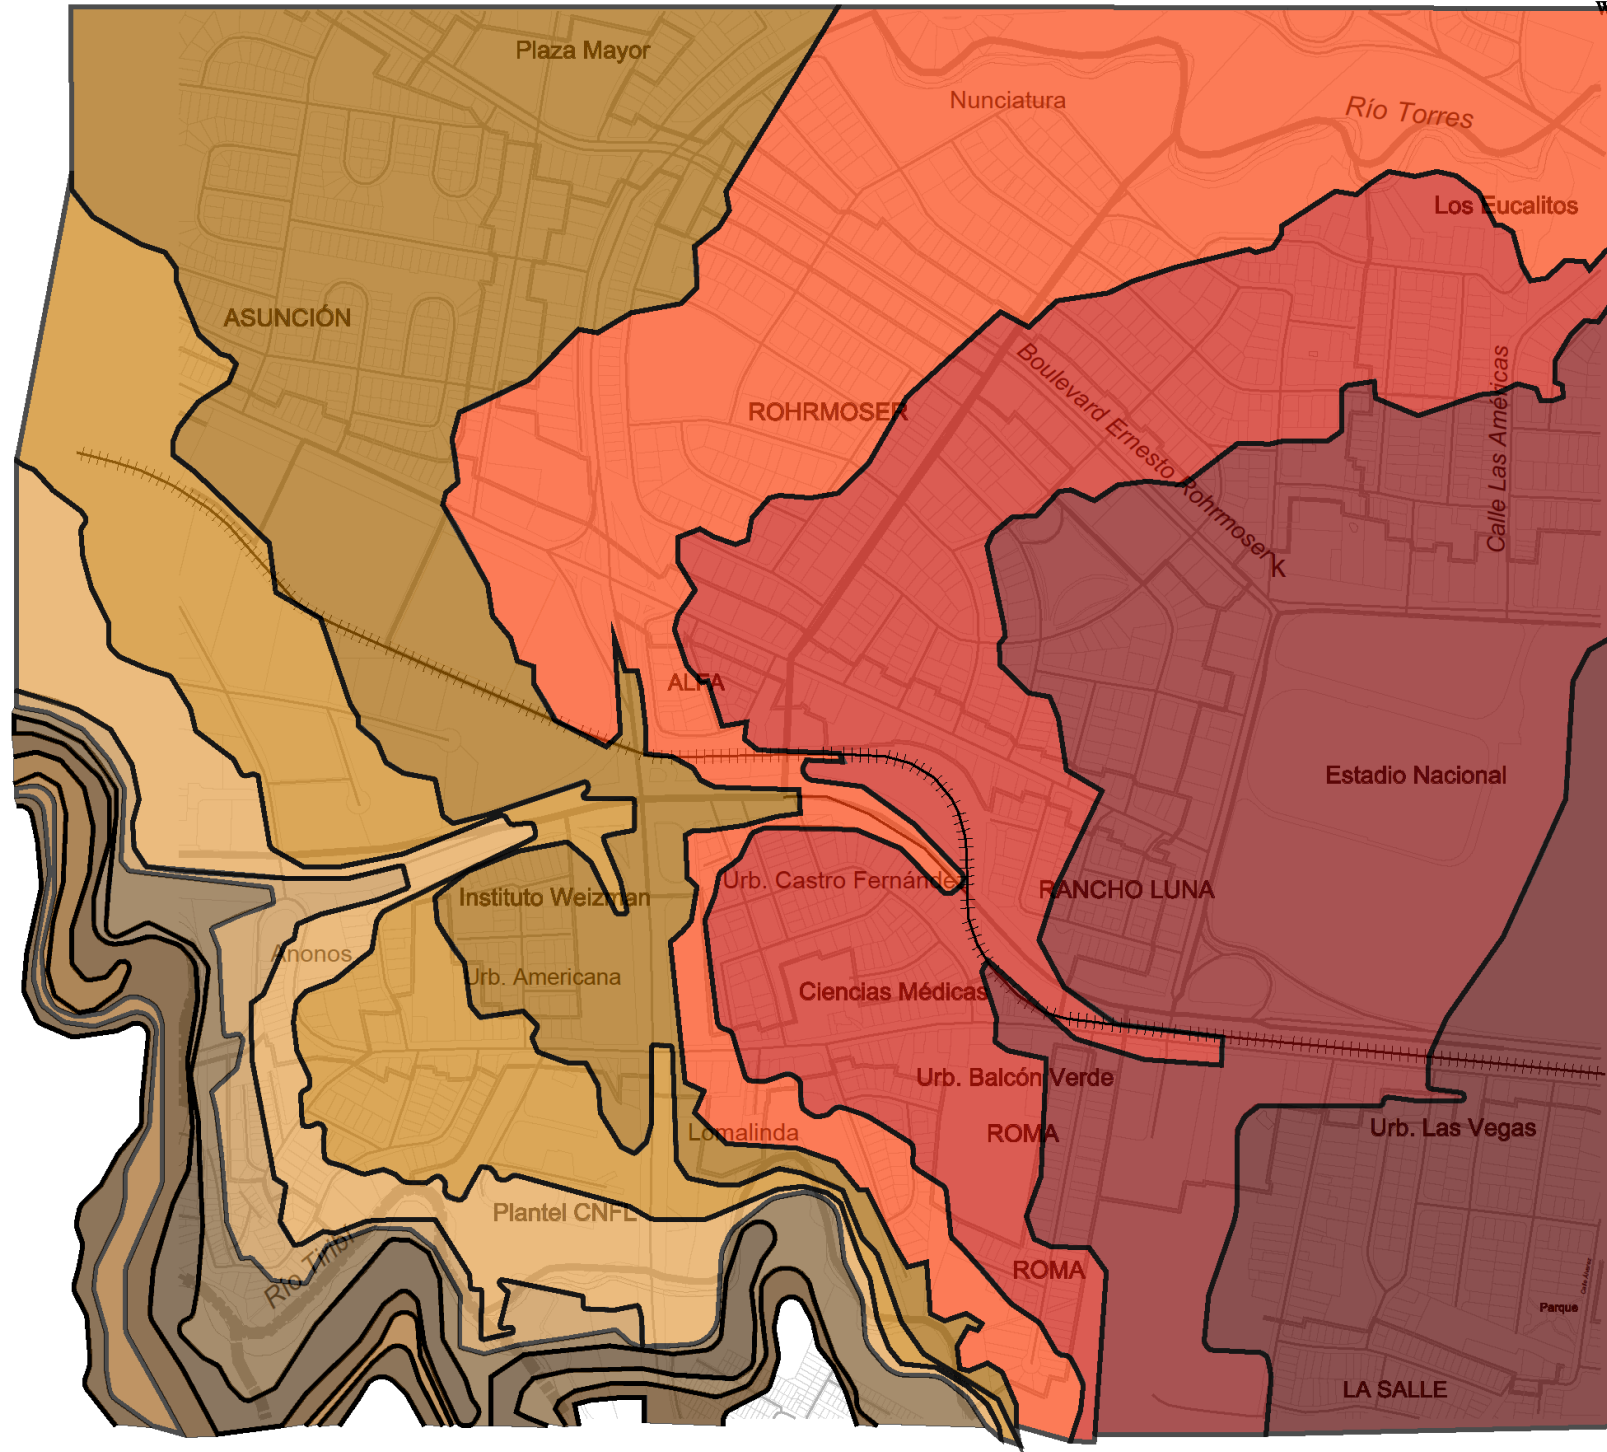 W
Plaza Mayor
Nunciatura
Río Torres
Los Eucalitos
ASUNCIÓN
Boulevard Ernesto Rohrmoser
Calle Las Américas
ROHRMOSER
k
ALFA
Estadio Nacional
Urb. Castro Fernández
RANCHO LUNA
Instituto Weizman
Anonos
Urb. Americana
Ciencias Médicas
Urb. Balcón Verde
Lomalinda
ROMA
Urb. Las Vegas
Plantel CNFL
Río Tiribí
ROMA
Parque
LA SALLE